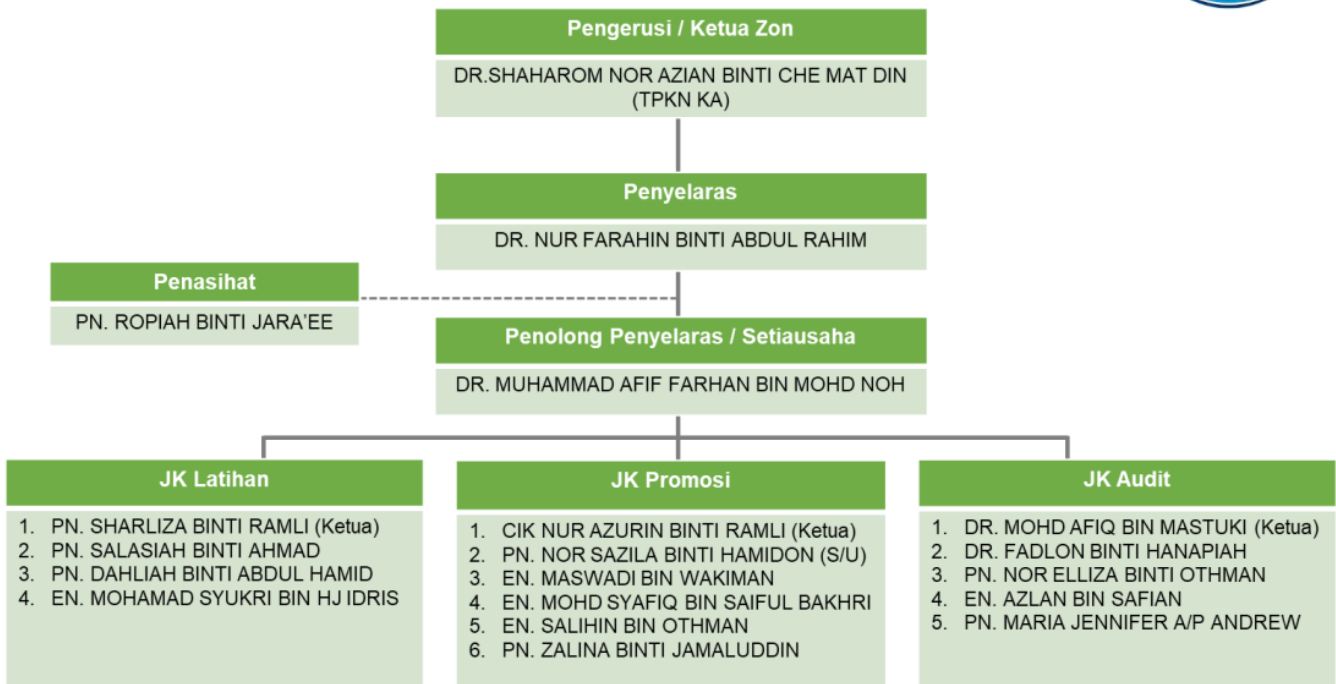 Pengerusi / Ketua Zon
DR.SHAHAROM NOR AZIAN BINTI CHE MAT DIN
(TPKN KA)
Penyelaras
DR. NUR FARAHIN BINTI ABDUL RAHIM
Penasihat
PN. ROPIAH BINTI JARA'EE
Penolong Penyelaras / Setiausaha
DR. MUHAMMAD AFIF FARHAN BIN MOHD NOH
JK Latihan
1. PN. SHARLIZA BINTI RAMLI (Ketua)
2. PN. SALASIAH BINTI AHMAD
3. PN. DAHLIAH BINTI ABDUL HAMID
4. EN. MOHAMAD SYUKRI BIN HJ IDRIS
JK Promosi
1. CIK NUR AZURIN BINTI RAMLI (Ketua)
2. PN. NOR SAZILA BINTI HAMIDON (S/U)
3. EN. MASWADI BIN WAKIMAN
4. EN. MOHD SYAFIQ BIN SAIFUL BAKHRI
5. EN. SALIHIN BIN OTHMAN
6. PN. ZALINA BINTI JAMALUDDIN
JK Audit
1. DR. MOHD AFIQ BIN MASTUKI (Ketua)
2. DR. FADLON BINTI HANAPIAH
3. PN. NOR ELLIZA BINTI OTHMAN
4. EN. AZLAN BIN SAFIAN
5. PN. MARIA JENNIFER A/P ANDREW